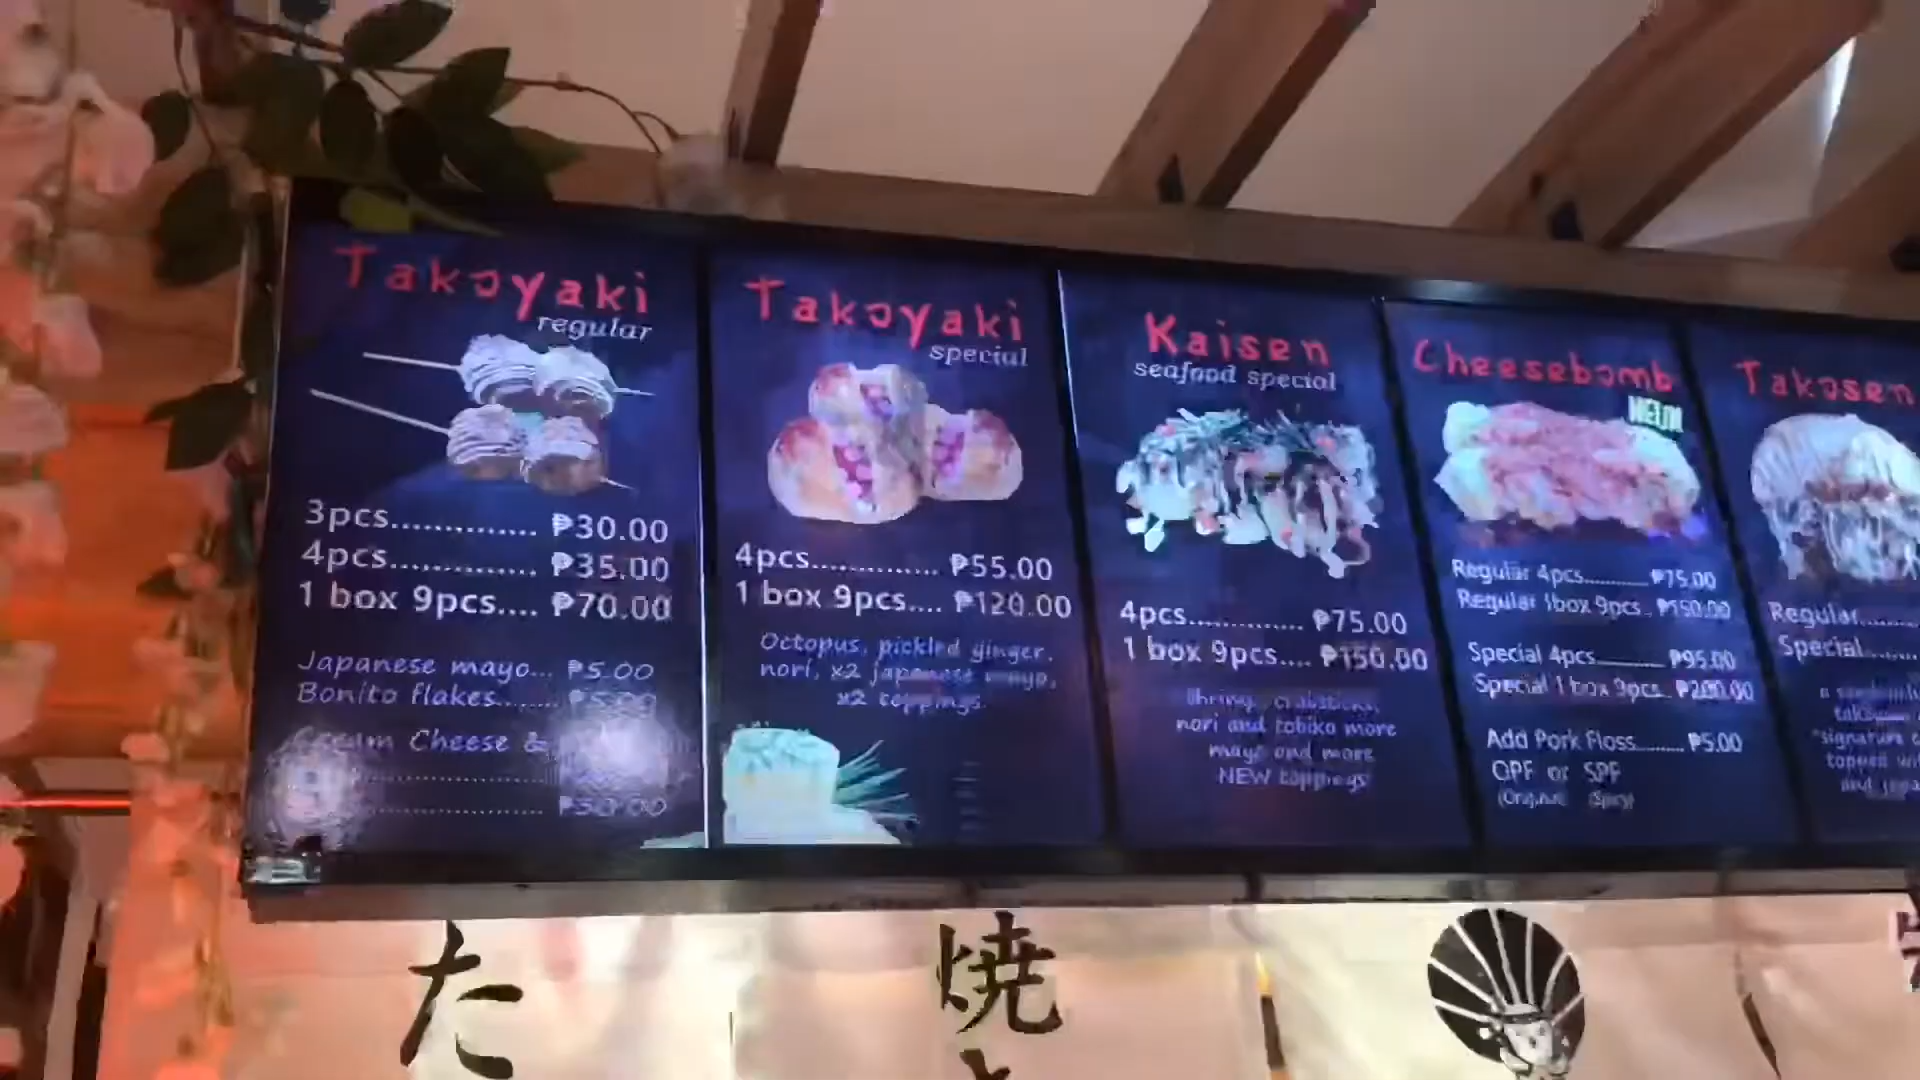 Takoyaki
regular
3pcs.............. ₱30.00
4pcs.............. ₱35.00
1 box 9pcs.... ₱70.00
Japanese mayo... ₱5.00
Bonito flakes........ ₱5.00
Cream Cheese &
Takoyaki
special
4pcs.............. ₱55.00
1 box 9pcs.... ₱120.00
Octopus, pickled ginger,
nori, x2 japanese mayo,
x2 toppings.
Kaisen
seafood special
4pcs.............. ₱75.00
1 box 9pcs.... ₱150.00
nori and tobiko more
mayo and more
NEW toppings
Cheesebomb
NEW
Regular 4pcs........... ₱75.00
Regular 1box 9pcs.. ₱150.00
Special 4pcs............ ₱95.00
Special 1 box 9pcs.. ₱200.00
Add Pork Floss......... ₱5.00
OPF or SPF
(Original) (Spicy)
Takosen
Regular.........
Special.........
た
焼